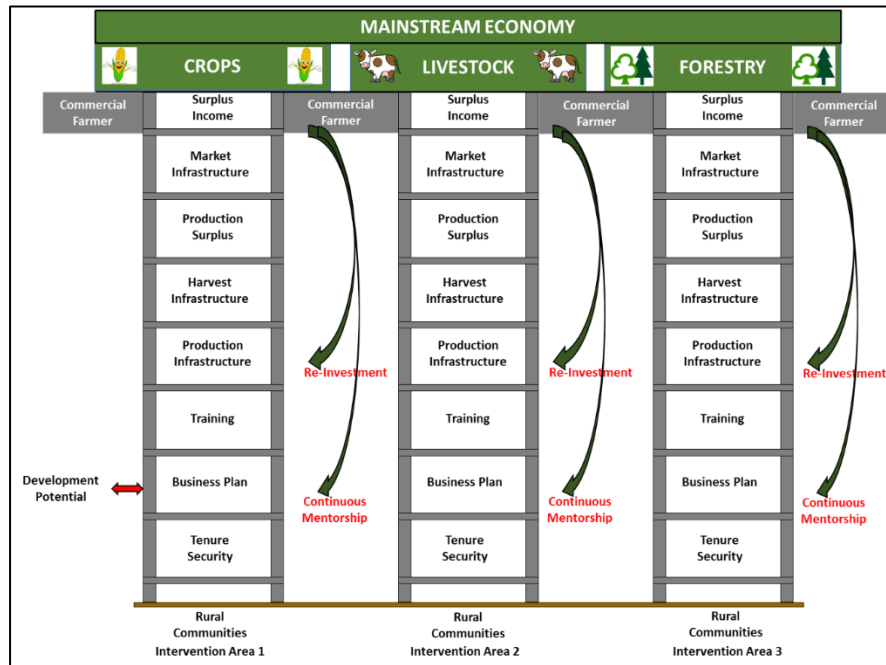 MAINSTREAM ECONOMY
CROPS
LIVESTOCK
FORESTRY
Commercial
Farmer
Surplus
Income
Commercial
Farmer
Surplus
Income
Commercial
Farmer
Surplus
Income
Commercial
Farmer
Market
Infrastructure
Market
Infrastructure
Market
Infrastructure
Production
Surplus
Production
Surplus
Production
Surplus
Harvest
Infrastructure
Harvest
Infrastructure
Harvest
Infrastructure
Production
Infrastructure
Re-Investment
Production
Infrastructure
Re-Investment
Production
Infrastructure
Re-Investment
Training
Training
Training
Development
Potential
Business Plan
Continuous
Mentorship
Business Plan
Continuous
Mentorship
Business Plan
Continuous
Mentorship
Tenure
Security
Tenure
Security
Tenure
Security
Rural
Communities
Intervention Area 1
Rural
Communities
Intervention Area 2
Rural
Communities
Intervention Area 3